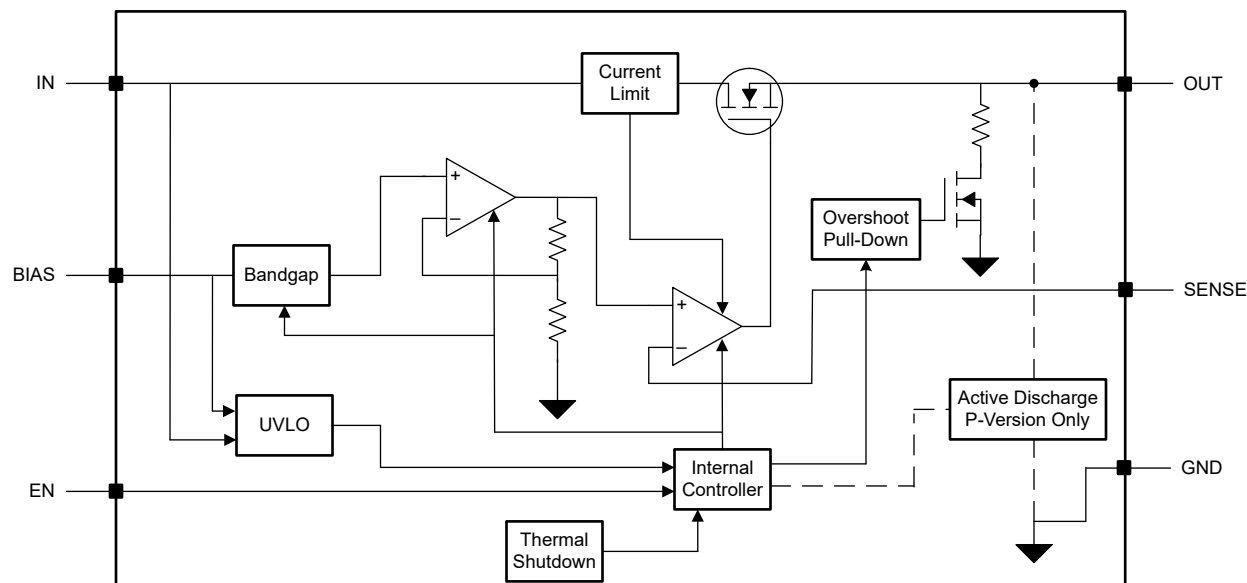 IN
Current
Limit
OUT
+
–
Overshoot
Pull-Down
BIAS
Bandgap
SENSE
+
–
UVLO
Active Discharge
P-Version Only
Internal
Controller
GND
EN
Thermal
Shutdown